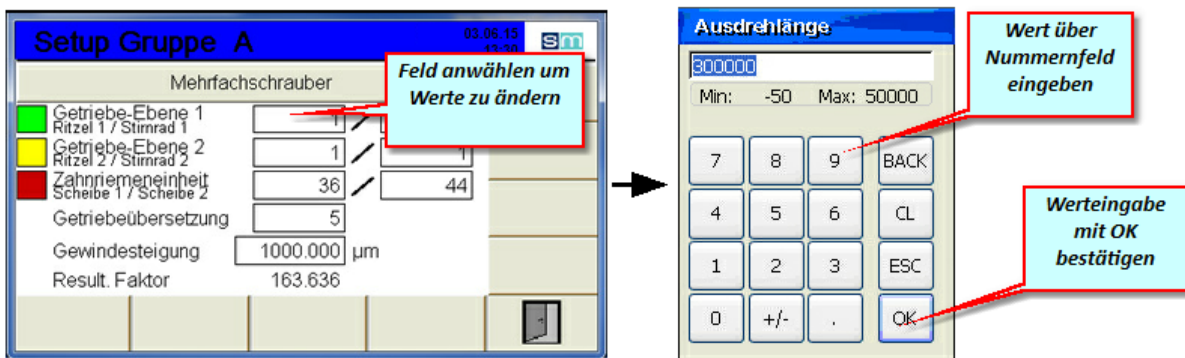 Setup Gruppe A
03.06.15
13:30
sm
Mehrfachschrauber
Feld anwählen um
Werte zu ändern
Getriebe-Ebene 1
Ritzel 1 / Stirnrad 1
1 /
Getriebe-Ebene 2
Ritzel 2 / Stirnrad 2
1 / 1
Zahnriemeneinheit
Scheibe 1 / Scheibe 2
36 / 44
Getriebeübersetzung 5
Gewindesteigung 1000.000 µm
Result. Faktor 163.636
Ausdrehlänge
300000
Min: -50 Max: 50000
7 8 9 BACK
4 5 6 CL
1 2 3 ESC
0 +/- . OK
Wert über
Nummernfeld
eingeben
Werteingabe
mit OK
bestätigen